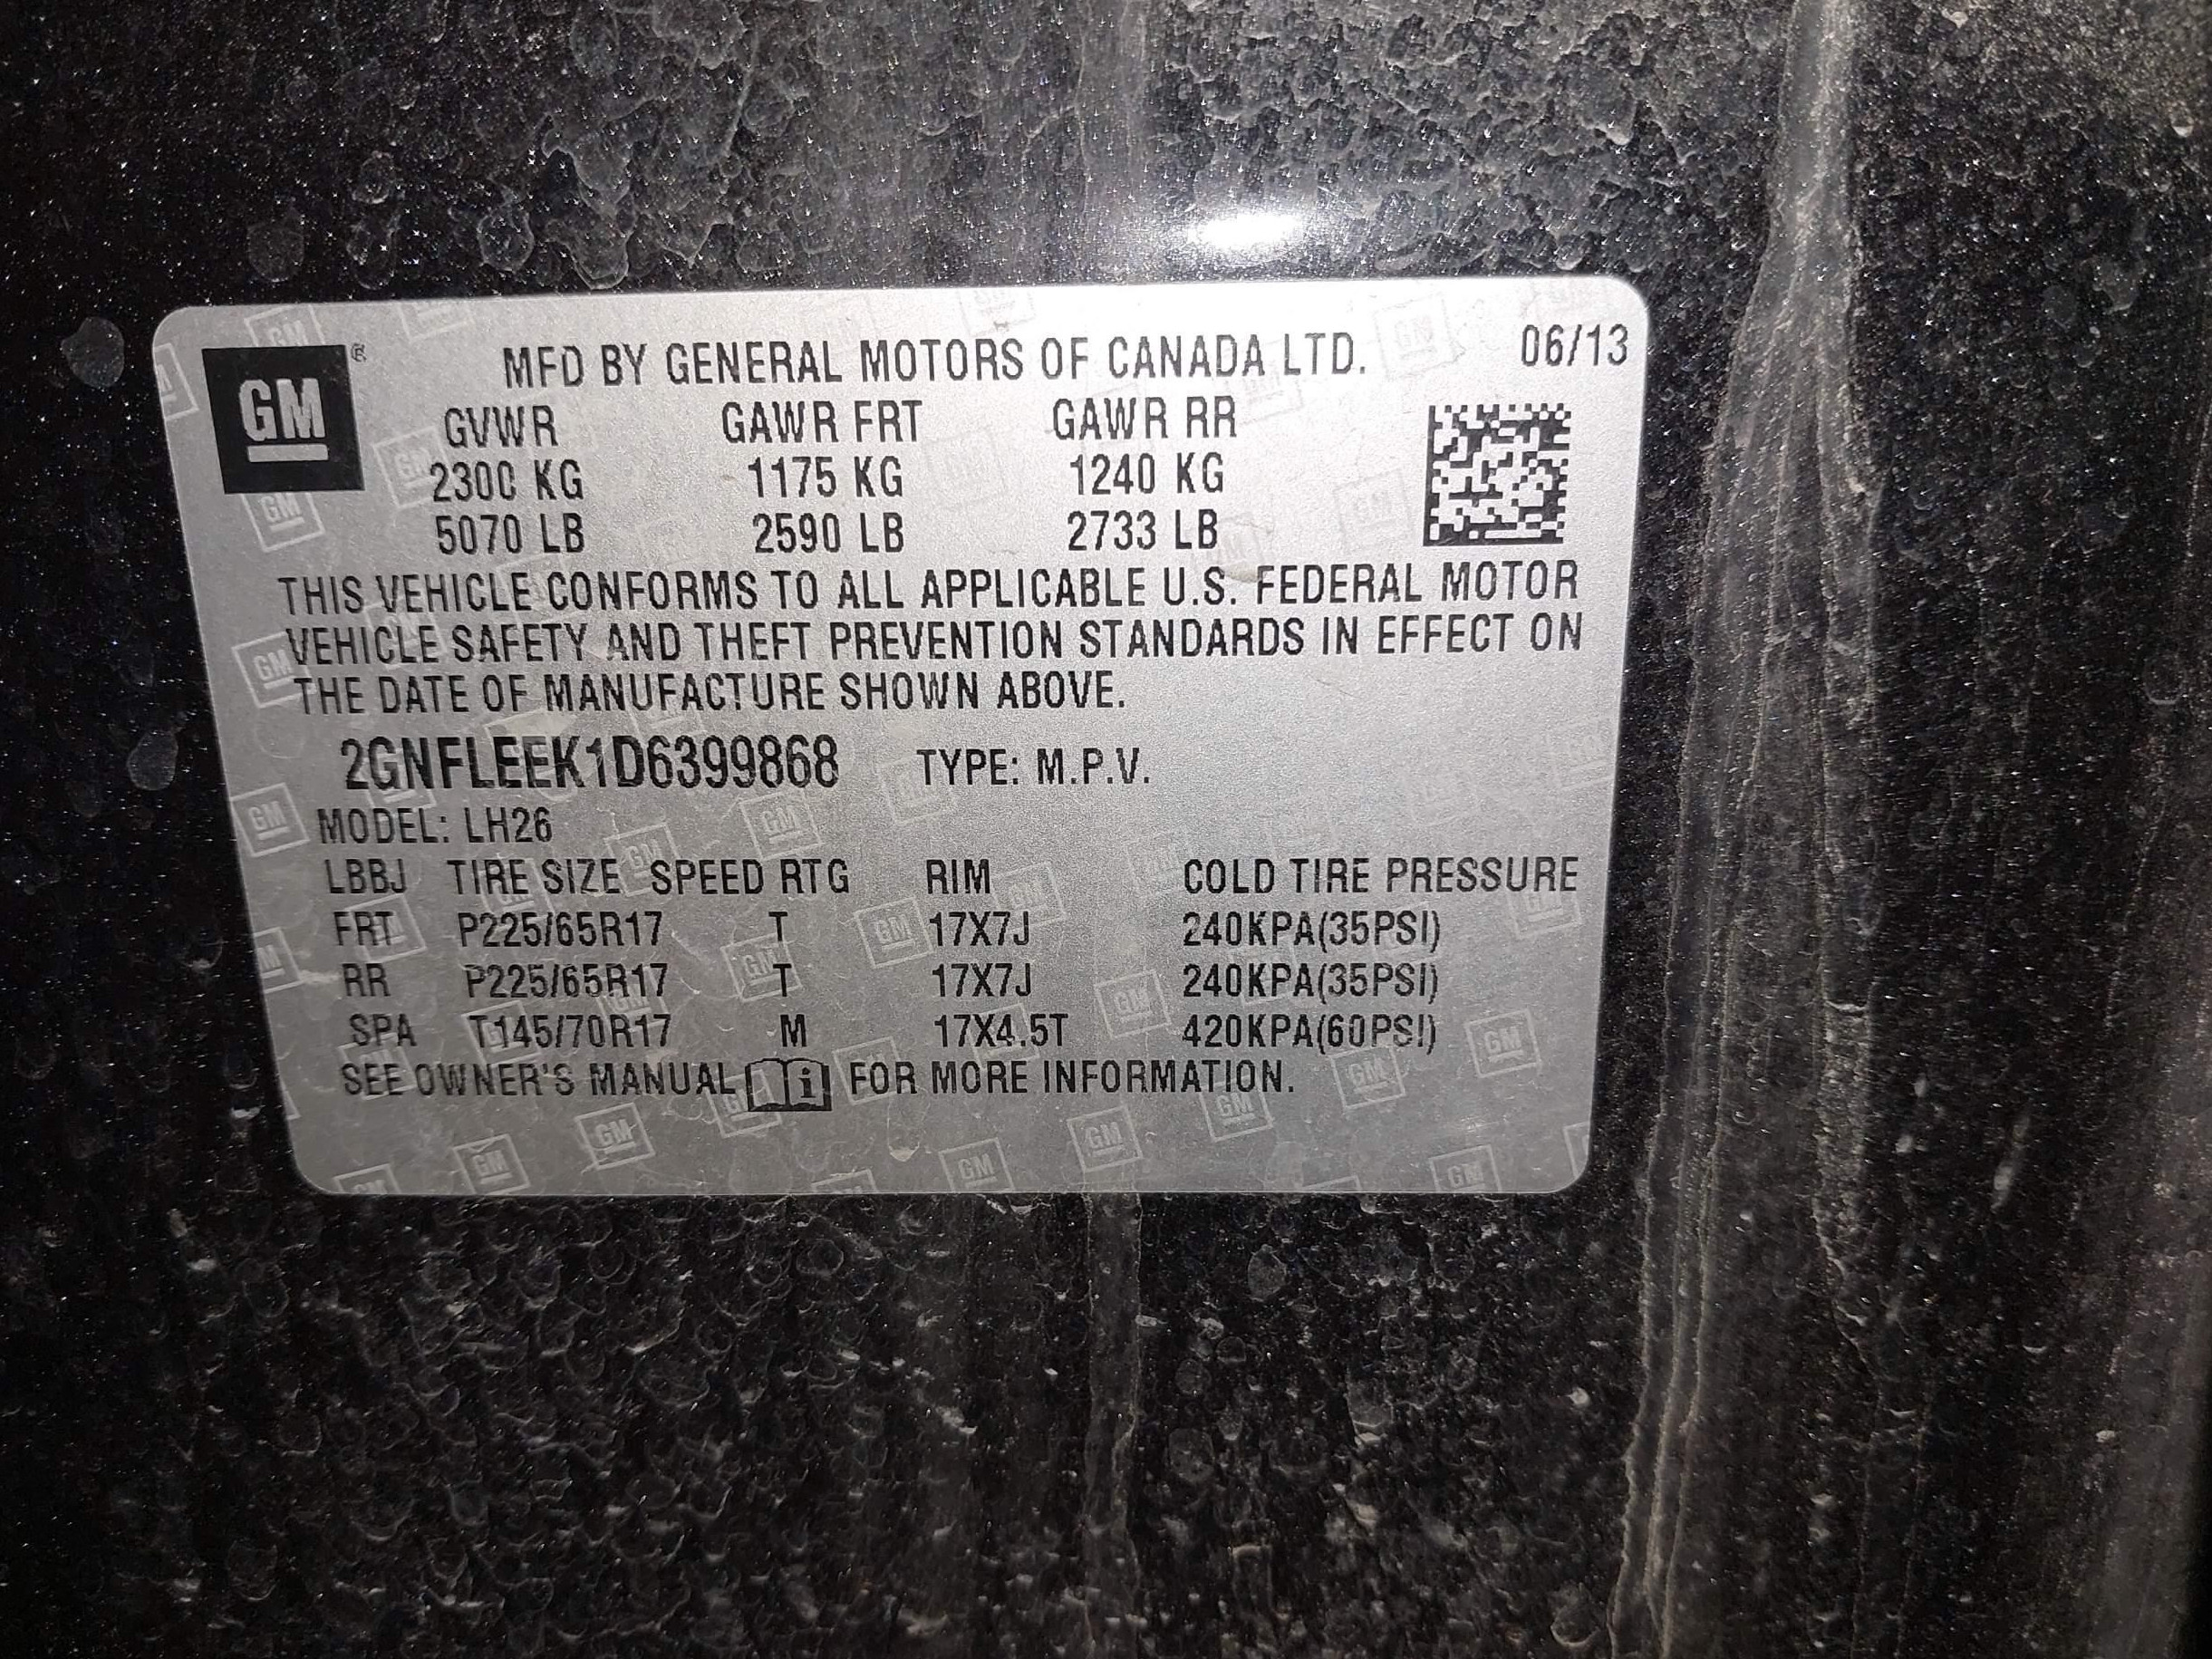 GM ® MFD BY GENERAL MOTORS OF CANADA LTD. 06/13
GVWR GAWR FRT GAWR RR
2300 KG 1175 KG 1240 KG
5070 LB 2590 LB 2733 LB
THIS VEHICLE CONFORMS TO ALL APPLICABLE U.S. FEDERAL MOTOR
VEHICLE SAFETY AND THEFT PREVENTION STANDARDS IN EFFECT ON
THE DATE OF MANUFACTURE SHOWN ABOVE.
2GNFLEEK1D6399868 TYPE: M.P.V.
MODEL: LH26
LBBJ TIRE SIZE SPEED RTG RIM COLD TIRE PRESSURE
FRT P225/65R17 T 17X7J 240KPA(35PSI)
RR P225/65R17 T 17X7J 240KPA(35PSI)
SPA T145/70R17 M 17X4.5T 420KPA(60PSI)
SEE OWNER'S MANUAL i FOR MORE INFORMATION.